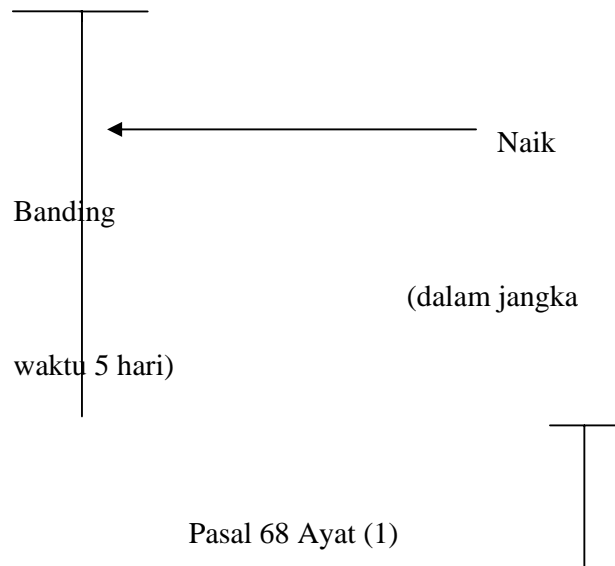 Naik
Banding
(dalam jangka
waktu 5 hari)
Pasal 68 Ayat (1)